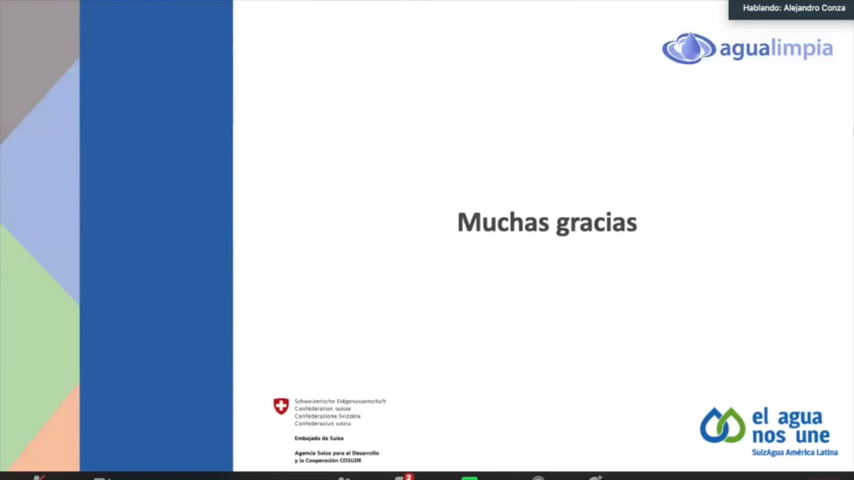 Hablando: Alejandro Conza
agualimpia
Muchas gracias
Schweizerische Eidgenossenschaft
Confédération suisse
Confederazione Svizzera
Confederaziun svizra
Embajada de Suiza
Agencia Suiza para el Desarrollo
y la Cooperación COSUDE
el agua
nos une
SuizAgua América Latina
2